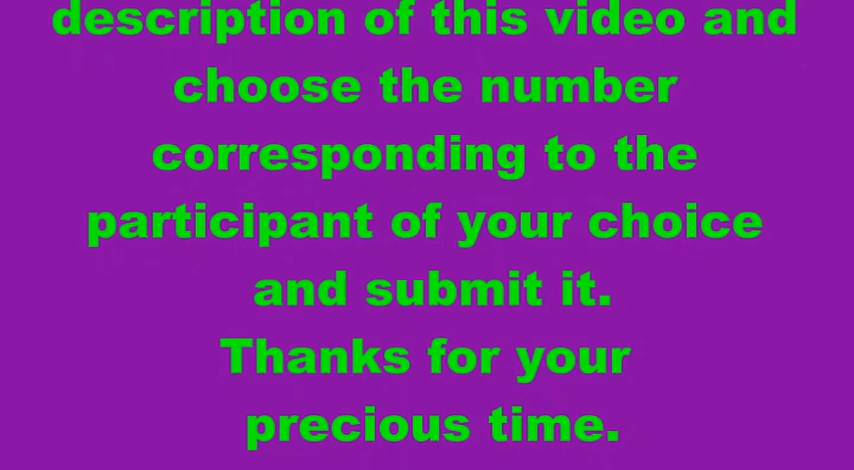 description of this video and
choose the number
corresponding to the
participant of your choice
and submit it.
Thanks for your
precious time.